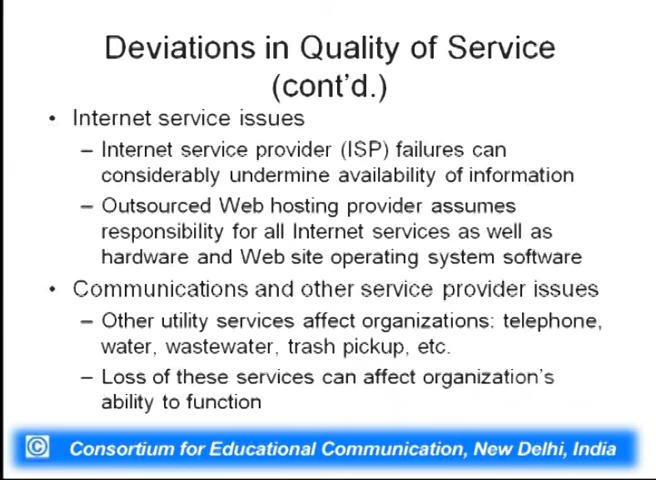 Deviations in Quality of Service
(cont'd.)
• Internet service issues
– Internet service provider (ISP) failures can
considerably undermine availability of information
– Outsourced Web hosting provider assumes
responsibility for all Internet services as well as
hardware and Web site operating system software
• Communications and other service provider issues
– Other utility services affect organizations: telephone,
water, wastewater, trash pickup, etc.
– Loss of these services can affect organization's
ability to function
© Consortium for Educational Communication, New Delhi, India